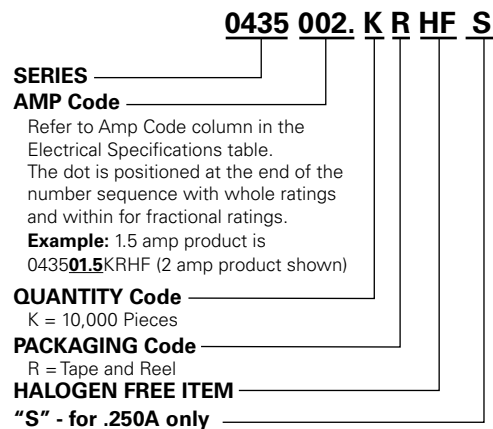 0435 002. K R HF S
SERIES
AMP Code
Refer to Amp Code column in the
Electrical Specifications table.
The dot is positioned at the end of the
number sequence with whole ratings
and within for fractional ratings.
Example: 1.5 amp product is
043501.5KRHF (2 amp product shown)
QUANTITY Code
K = 10,000 Pieces
PACKAGING Code
R = Tape and Reel
HALOGEN FREE ITEM
“S” - for .250A only